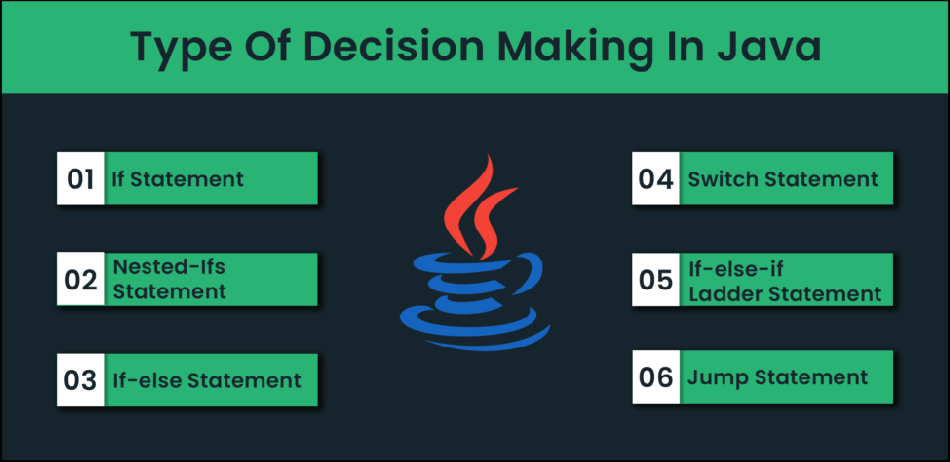 Type Of Decision Making In Java
01 If Statement
02 Nested-Ifs
Statement
03 If-else Statement
04 Switch Statement
05 If-else-if
Ladder Statement
06 Jump Statement